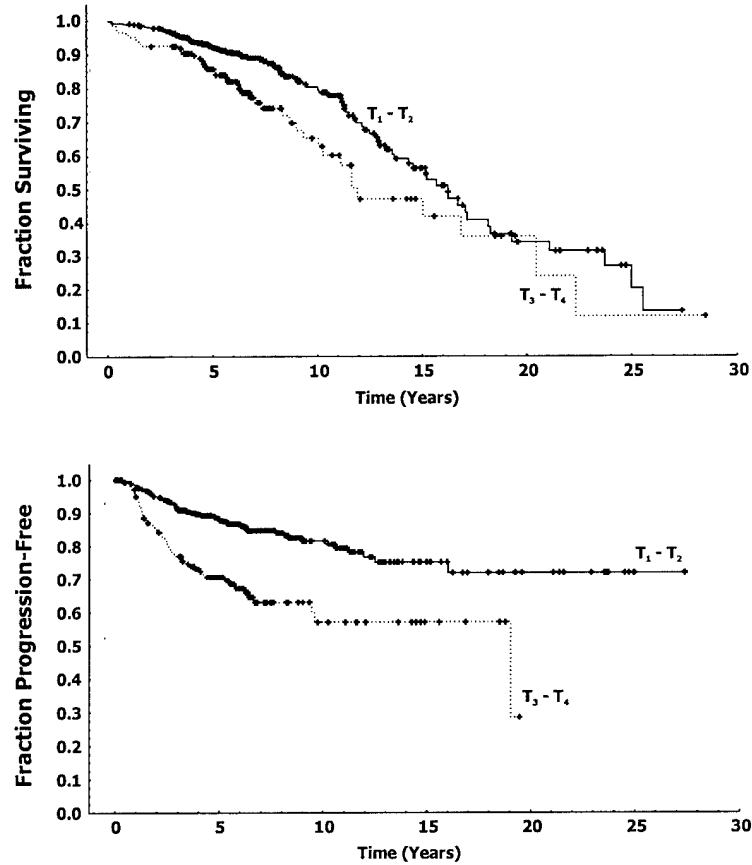 Fraction Surviving
1.0
0.9
0.8
0.7
0.6
0.5
0.4
0.3
0.2
0.1
0.0
T₁ - T₂
T₃ - T₄
0 5 10 15 20 25 30
Time (Years)
Fraction Progression-Free
1.0
0.9
0.8
0.7
0.6
0.5
0.4
0.3
0.2
0.1
0.0
T₁ - T₂
T₃ - T₄
0 5 10 15 20 25 30
Time (Years)